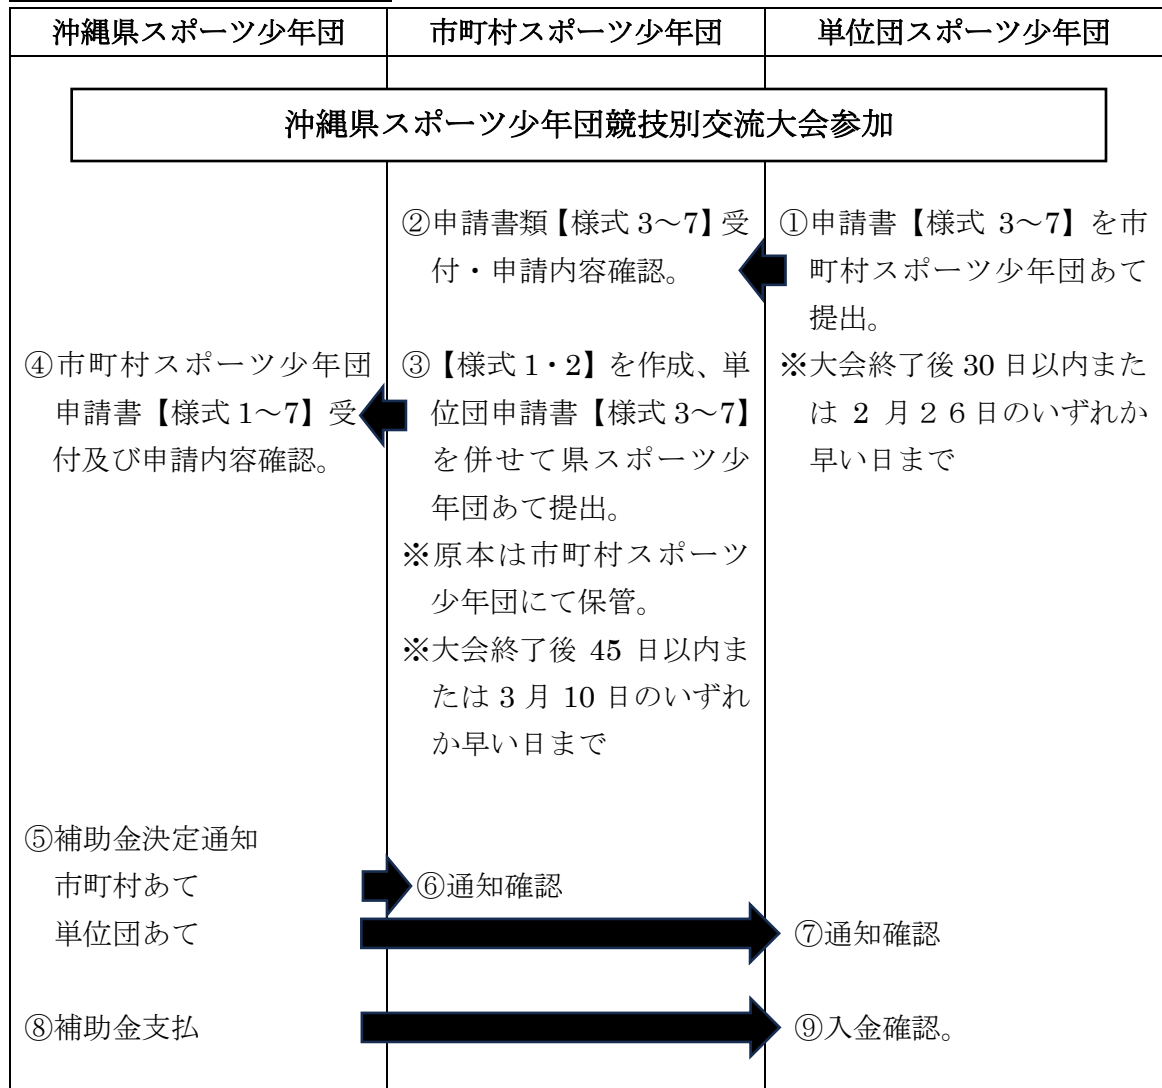 沖縄県スポーツ少年団
市町村スポーツ少年団
単位団スポーツ少年団
沖縄県スポーツ少年団競技別交流大会参加
①申請書【様式 3～7】を市
町村スポーツ少年団あて
提出。
※大会終了後 30 日以内また
は 2 月２６日のいずれか
早い日まで
②申請書類【様式 3～7】受
付・申請内容確認。
③【様式 1・2】を作成、単
位団申請書【様式 3～7】
を併せて県スポーツ少
年団あて提出。
※原本は市町村スポーツ
少年団にて保管。
※大会終了後 45 日以内ま
たは 3 月 10 日のいずれ
か早い日まで
④市町村スポーツ少年団
申請書【様式 1～7】受
付及び申請内容確認。
⑤補助金決定通知
市町村あて
単位団あて
⑥通知確認
⑦通知確認
⑧補助金支払
⑨入金確認。